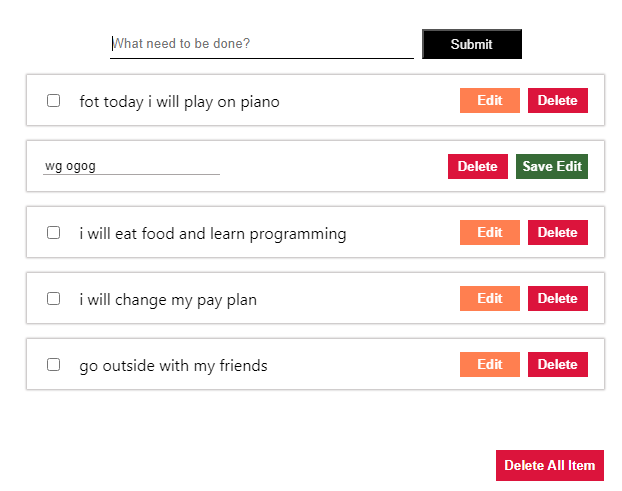 What need to be done? Submit
fot today i will play on piano Edit Delete
wg ogog Delete Save Edit
i will eat food and learn programming Edit Delete
i will change my pay plan Edit Delete
go outside with my friends Edit Delete
Delete All Item